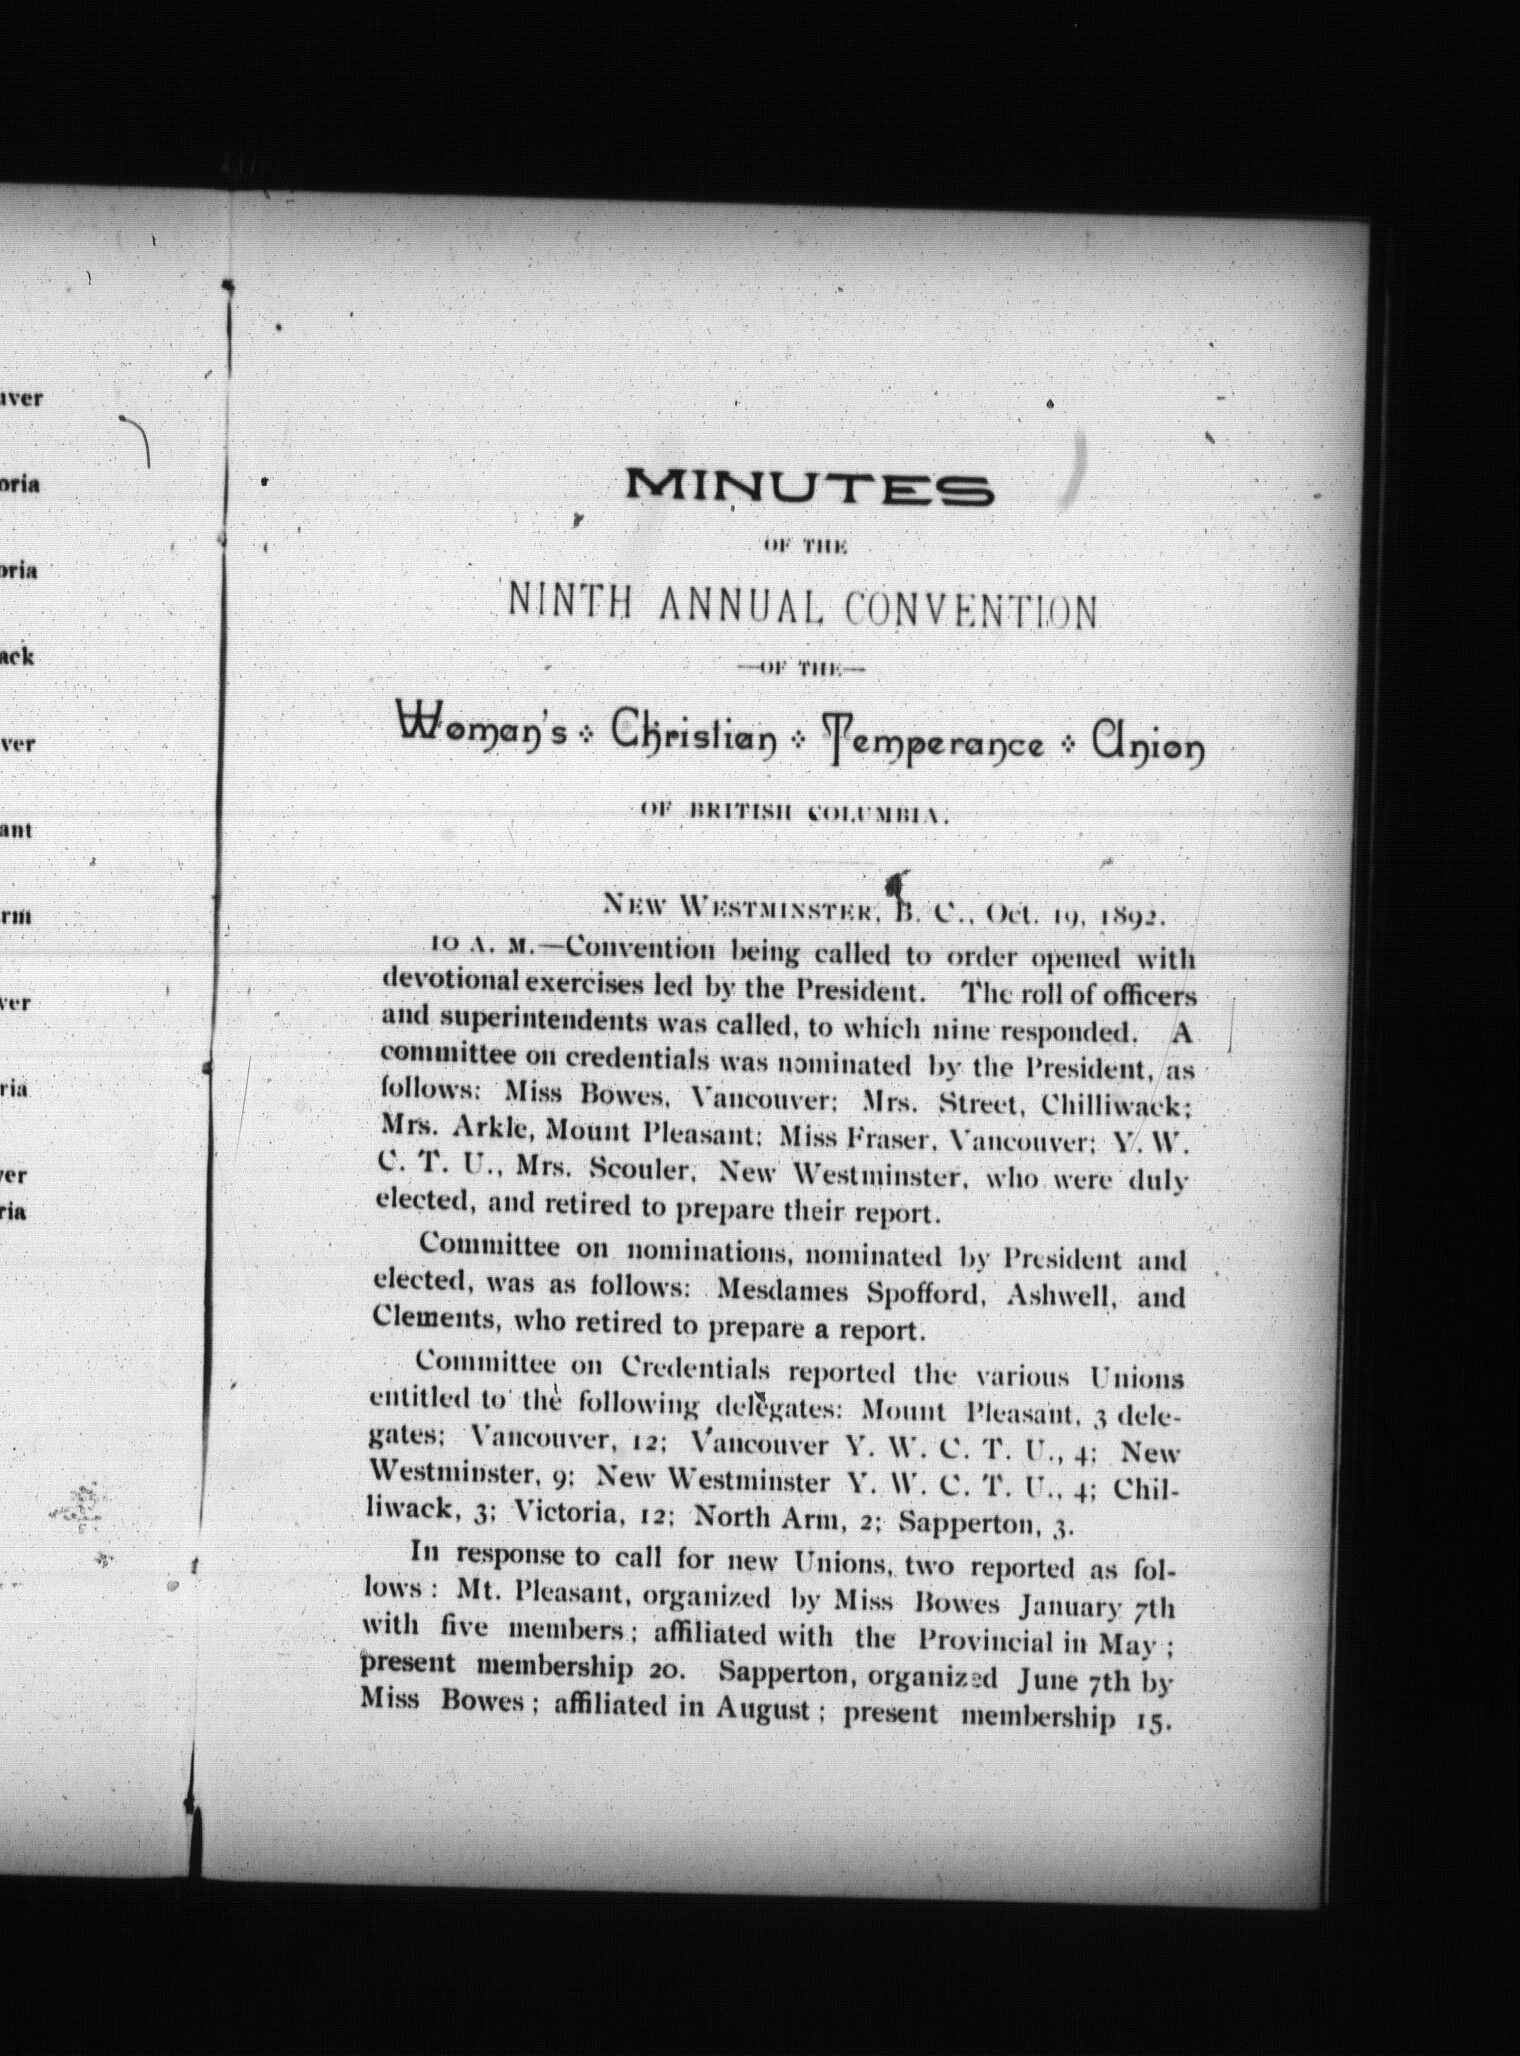 MINUTES
OF THE
NINTH ANNUAL CONVENTION
—OF THE—
Woman's Christian Temperance Union
OF BRITISH COLUMBIA.
NEW WESTMINSTER, B. C., Oct. 19, 1892.
10 A. M.—Convention being called to order opened with
devotional exercises led by the President. The roll of officers
and superintendents was called, to which nine responded. A
committee on credentials was nominated by the President, as
follows: Miss Bowes, Vancouver; Mrs. Street, Chilliwack;
Mrs. Arkle, Mount Pleasant; Miss Fraser, Vancouver; Y. W.
C. T. U., Mrs. Scouler, New Westminster, who were duly
elected, and retired to prepare their report.
Committee on nominations, nominated by President and
elected, was as follows: Mesdames Spofford, Ashwell, and
Clements, who retired to prepare a report.
Committee on Credentials reported the various Unions
entitled to the following delegates: Mount Pleasant, 3 dele-
gates; Vancouver, 12; Vancouver Y. W. C. T. U., 4; New
Westminster, 9; New Westminster Y. W. C. T. U., 4; Chil-
liwack, 3; Victoria, 12; North Arm, 2; Sapperton, 3.
In response to call for new Unions, two reported as fol-
lows : Mt. Pleasant, organized by Miss Bowes January 7th
with five members ; affiliated with the Provincial in May ;
present membership 20. Sapperton, organized June 7th by
Miss Bowes ; affiliated in August ; present membership 15.